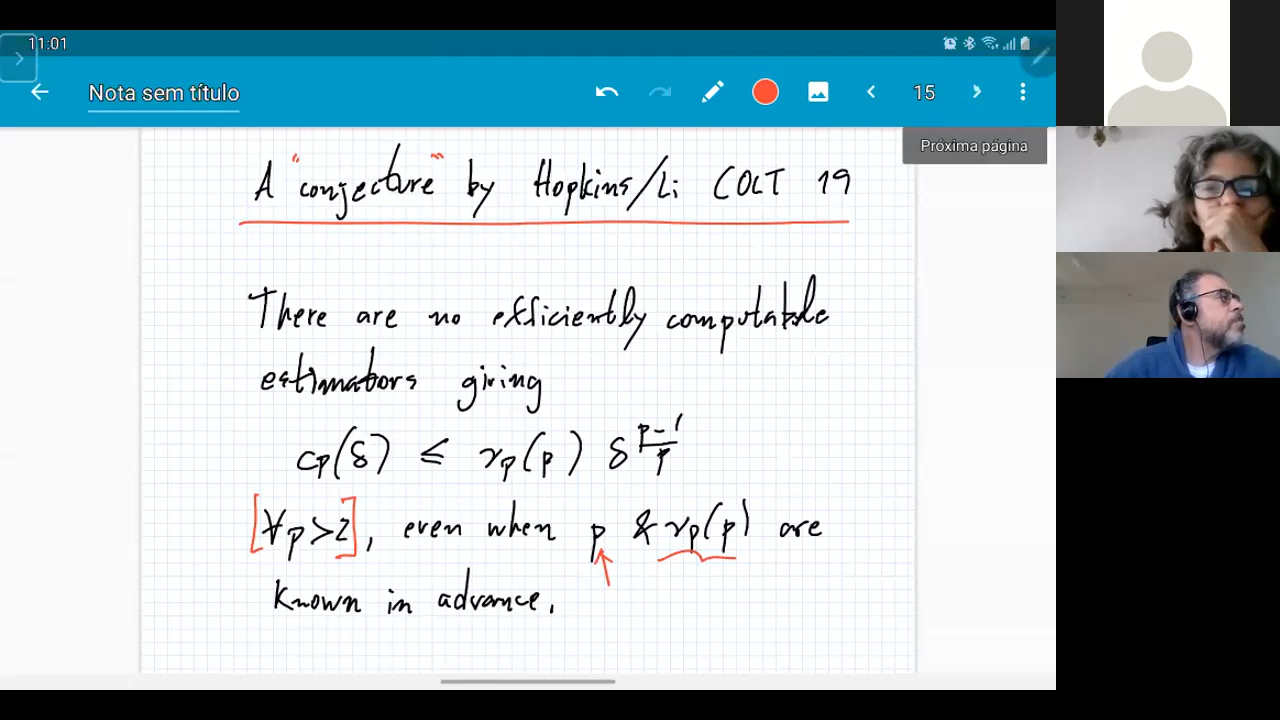 11:01
Nota sem título
15
Próxima página
A "conjecture" by Hopkins/Li COLT 19
There are no efficiently computable
estimators giving
cp(δ) ≤ νp(p) δ^{\frac{p-1}{p}}
[∀p>2], even when p & νp(p) are
known in advance.